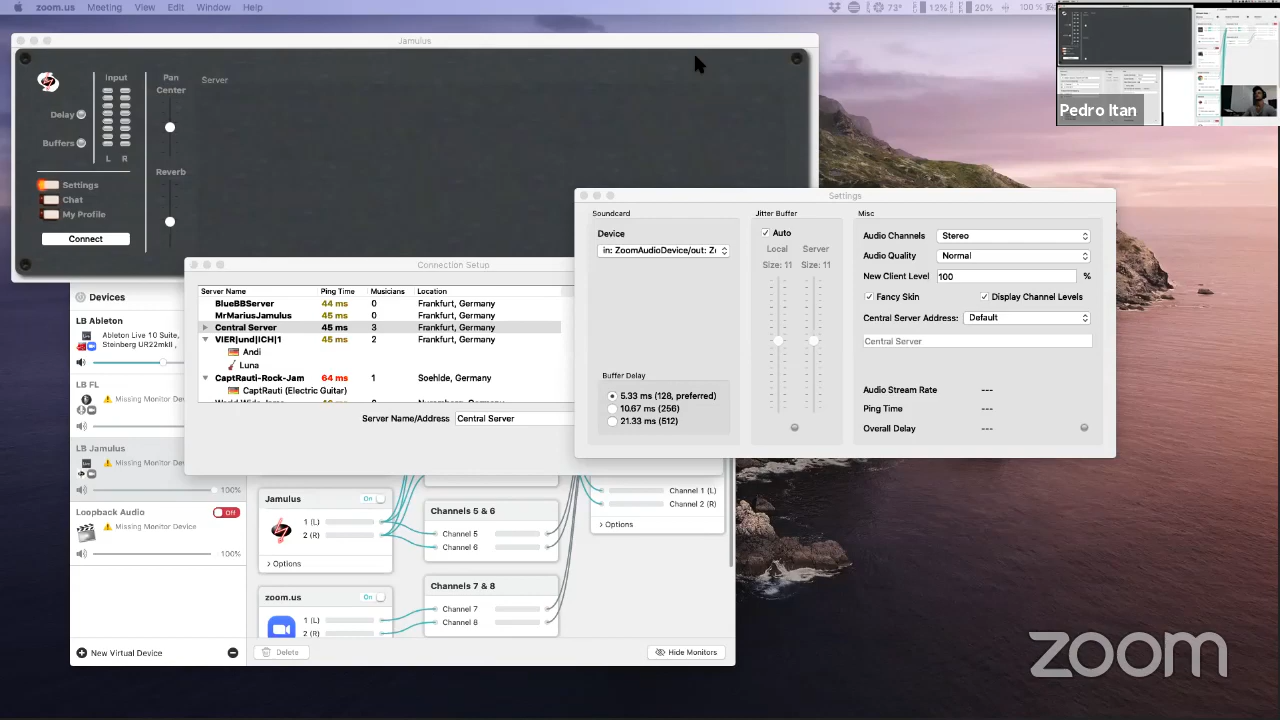 zoom.us Meeting View Edit Window Help
73° 12% 20% 100 %
Pedro Itan
Jamulus
Input
Pan
Center
Server
Delay
Buffers
L R
Reverb
Settings
Chat
My Profile
Connect
Settings
Soundcard
Device
in: ZoomAudioDevice/out: Z
Buffer Delay
5.33 ms (128, preferred)
10.67 ms (256)
21.33 ms (512)
Jitter Buffer
Auto
Local Server
Size: 11 Size: 11
Misc
Audio Channels Stereo
Audio Quality Normal
New Client Level 100 %
Fancy Skin Display Channel Levels
Central Server Address: Default
Central Server
Audio Stream Rate ---
Ping Time ---
Overall Delay ---
Connection Setup
Server Name Ping Time Musicians Location
BlueBBServer 44 ms 0 Frankfurt, Germany
MrMariusJamulus 45 ms 0 Frankfurt, Germany
Central Server 45 ms 3 Frankfurt, Germany
VIER|und|ICH|1 45 ms 2 Frankfurt, Germany
Andi
Luna
CaptRauti-Rock-Jam 64 ms 1 Soehlde, Germany
CaptRauti (Electric Guitar)
Server Name/Address Central Server
Devices
LB Ableton
Ableton Live 10 Suite,
Steinberg UR22mkII ,
LB FL
Missing Monitor Dev
LB Jamulus
Missing Monitor Dev
100%
Loopback Audio Off
Missing Monitor Device
100%
New Virtual Device
Jamulus On
1 (L)
2 (R)
> Options
zoom.us On
1 (L)
2 (R)
Channels 5 & 6
Channel 5
Channel 6
Channels 7 & 8
Channel 7
Channel 8
Channel 1 (L)
Channel 2 (R)
> Options
Delete
Hide Monitors
zoom